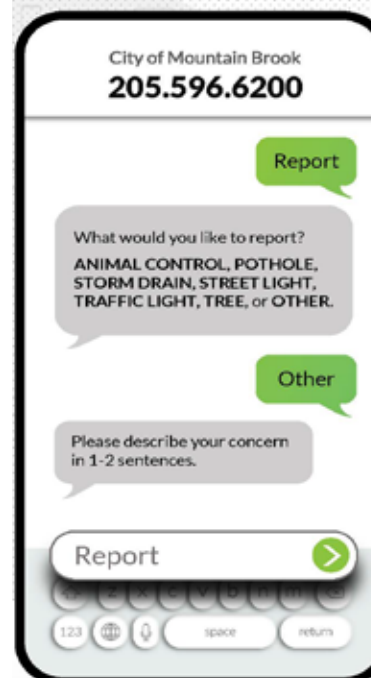 City of Mountain Brook
205.596.6200
Report
What would you like to report?
ANIMAL CONTROL, POTHOLE,
STORM DRAIN, STREET LIGHT,
TRAFFIC LIGHT, TREE, or OTHER.
Other
Please describe your concern
in 1-2 sentences.
Report
z x c v b n m
123 space return